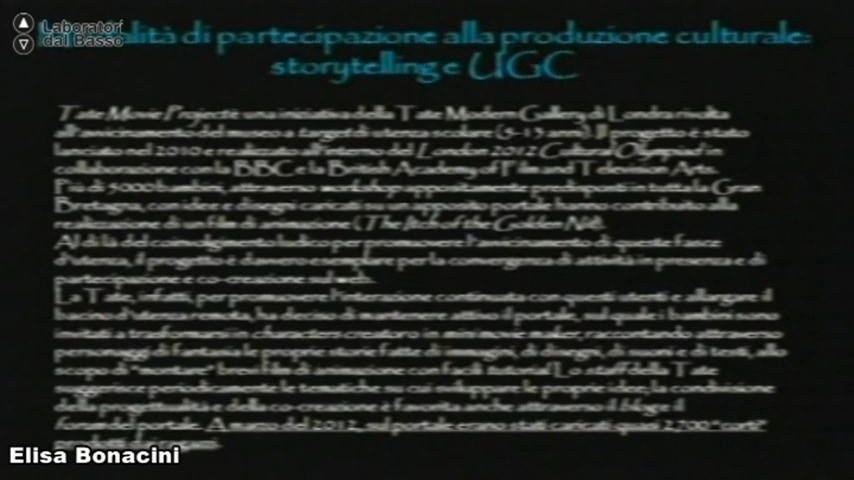 Laboratori
dal Basso
di partecipazione alla produzione culturale:
storytelling e UGC
Tate Movie Project è una iniziativa della Tate Modern Gallery di Londra rivolta
all'avvicinamento del museo a target di utenza scolare (5-13 anni). Il progetto è stato
lanciato nel 2010 e realizzato all'interno del London 2012 Cultural Olympiad in
collaborazione con la BBC e la British Academy of Film and Television Arts.
Più di 5000 bambini, attraverso workshop appositamente predisposti in tutta la Gran
Bretagna, con idee e disegni caricati su un apposito portale hanno contribuito alla
realizzazione di un film di animazione (The Itch of the Golden Nit).
Al di là del coinvolgimento ludico per promuovere l'avvicinamento di queste fasce
d'utenza, il progetto è davvero esemplare per la convergenza di attività in presenza e di
partecipazione e co-creazione sul web.
La Tate, infatti, per promuovere l'interazione continuata con questi utenti e allargare il
bacino d'utenza remota, ha deciso di mantenere attivo il portale, sul quale i bambini sono
invitati a trasformarsi in characters creatori o in mini movie maker, raccontando attraverso
personaggi di fantasia le proprie storie fatte di immagini, di disegni, di suoni e di testi, allo
scopo di "montare" brevi film di animazione con facili tutorial Lo staff della Tate
suggerisce periodicamente le tematiche su cui sviluppare le proprie idee; la condivisione
della progettualità e della co-creazione è favorita anche attraverso il blog e il
forum del portale. A marzo del 2012, sul portale erano stati caricati quasi 2,700 "corti"
prodotti dai ragazzi.
Elisa Bonacini